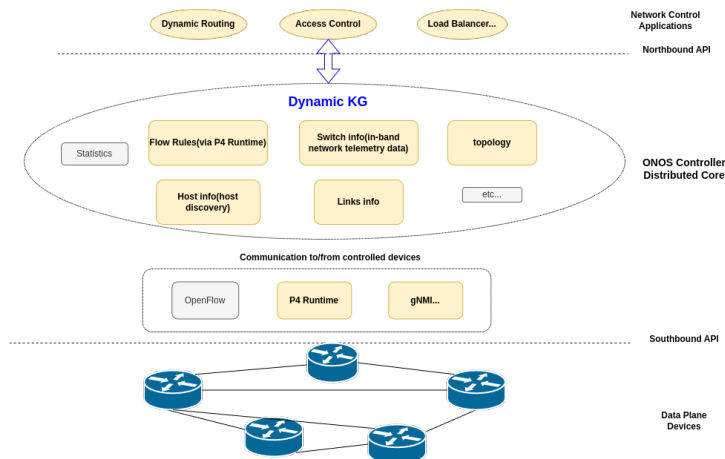 Dynamic Routing
Access Control
Load Balancer...
Network Control
Applications
Northbound API
Dynamic KG
Statistics
Flow Rules(via P4 Runtime)
Switch info(in-band
network telemetry data)
topology
ONOS Controller
Distributed Core
Host info(host
discovery)
Links info
etc...
Communication to/from controlled devices
OpenFlow
P4 Runtime
gNMI...
Southbound API
Data Plane
Devices